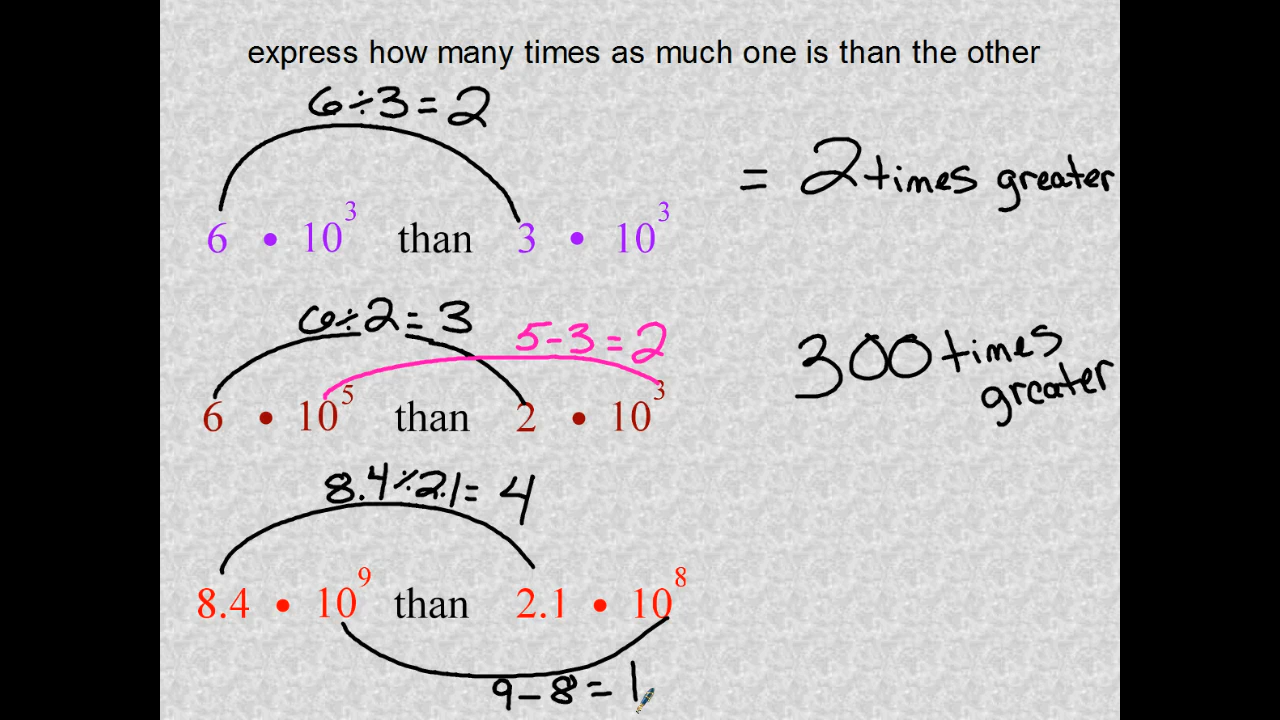 express how many times as much one is than the other
6 ÷ 3 = 2
= 2 times greater
6 • 10³ than 3 • 10³
6 ÷ 2 = 3
5 - 3 = 2
300 times
greater
6 • 10⁵ than 2 • 10³
8.4 ÷ 2.1 = 4
8.4 • 10⁹ than 2.1 • 10⁸
9 - 8 = 1